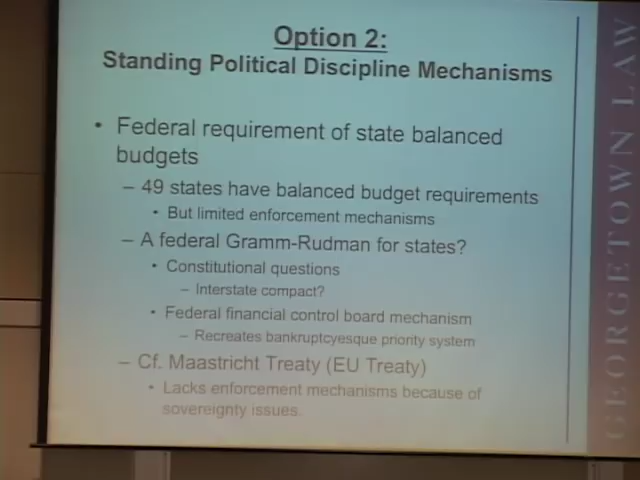 Option 2:
Standing Political Discipline Mechanisms
• Federal requirement of state balanced
budgets
– 49 states have balanced budget requirements
• But limited enforcement mechanisms
– A federal Gramm-Rudman for states?
• Constitutional questions
– Interstate compact?
• Federal financial control board mechanism
– Recreates bankruptcyesque priority system
– Cf. Maastricht Treaty (EU Treaty)
• Lacks enforcement mechanisms because of
sovereignty issues.
GEORGETOWN LAW